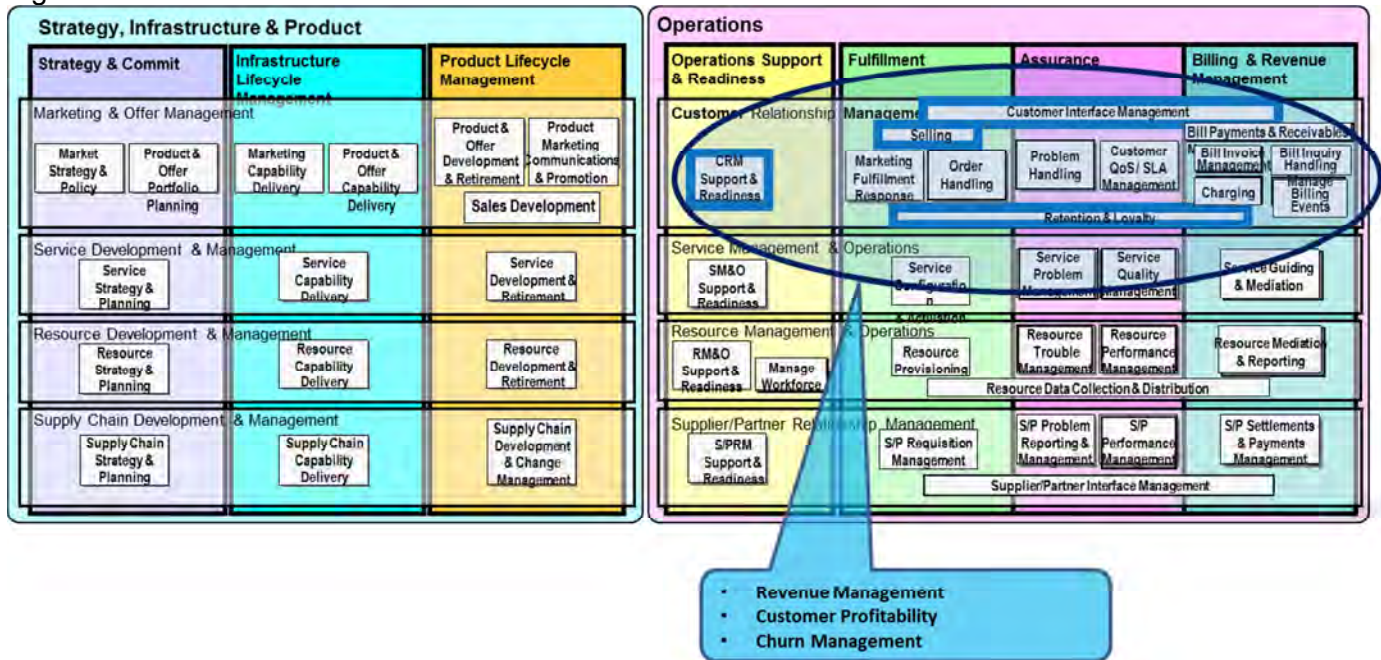 Strategy, Infrastructure & Product
Strategy & Commit
Infrastructure
Lifecycle
Management
Product Lifecycle
Management
Marketing & Offer Management
Market
Strategy &
Policy
Product &
Offer
Portfolio
Planning
Marketing
Capability
Delivery
Product &
Offer
Capability
Delivery
Product &
Offer
Development
& Retirement
Product
Marketing
Communications
& Promotion
Sales Development
Service Development & Management
Service
Strategy &
Planning
Service
Capability
Delivery
Service
Development &
Retirement
Resource Development & Management
Resource
Strategy &
Planning
Resource
Capability
Delivery
Resource
Development &
Retirement
Supply Chain Development & Management
Supply Chain
Strategy &
Planning
Supply Chain
Capability
Delivery
Supply Chain
Development
& Change
Management
Operations
Operations Support
& Readiness
Fulfillment
Assurance
Billing & Revenue
Management
Customer Relationship Manageme
Customer Interface Management
Selling
Bill Payments & Receivables
CRM
Support &
Readiness
Marketing
Fulfillment
Response
Order
Handling
Problem
Handling
Customer
QoS / SLA
Management
Bill Invoice
Management
Bill Inquiry
Handling
Charging
Manage
Billing
Events
Retention & Loyalty
Service Management & Operations
SM&O
Support &
Readiness
Service
Configuratio
n
& Activation
Service
Problem
Management
Service
Quality
Management
Service Guiding
& Mediation
Resource Management & Operations
RM&O
Support &
Readiness
Manage
Workforce
Resource
Provisioning
Resource
Trouble
Management
Resource
Performance
Management
Resource Mediation
& Reporting
Resource Data Collection & Distribution
Supplier/Partner Relationship Management
S/PRM
Support &
Readiness
S/P Requisition
Management
S/P Problem
Reporting &
Management
S/P
Performance
Management
S/P Settlements
& Payments
Management
Supplier/Partner Interface Management
• Revenue Management
• Customer Profitability
• Churn Management